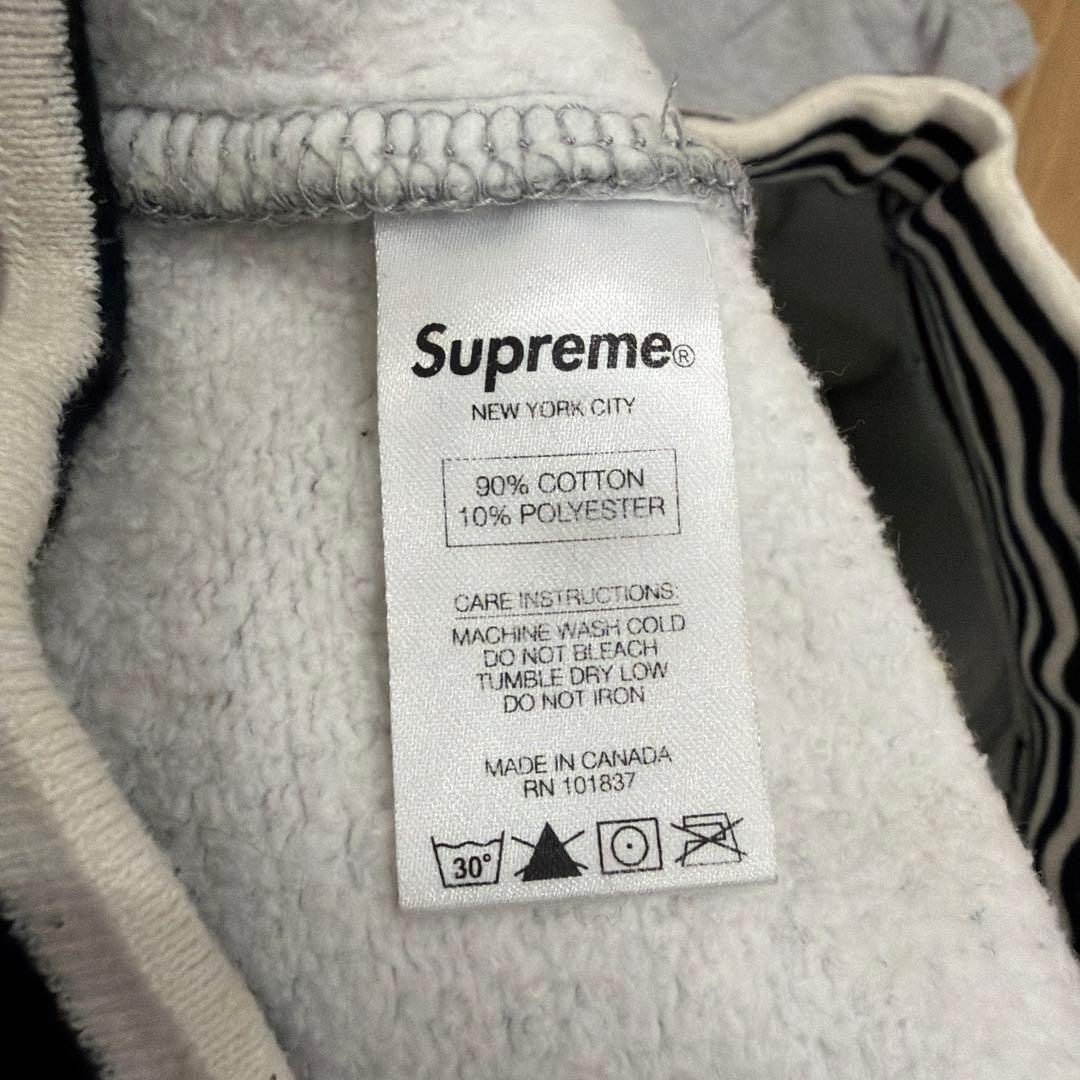 Supreme®
NEW YORK CITY
90% COTTON
10% POLYESTER
CARE INSTRUCTIONS:
MACHINE WASH COLD
DO NOT BLEACH
TUMBLE DRY LOW
DO NOT IRON
MADE IN CANADA
RN 101837
30°